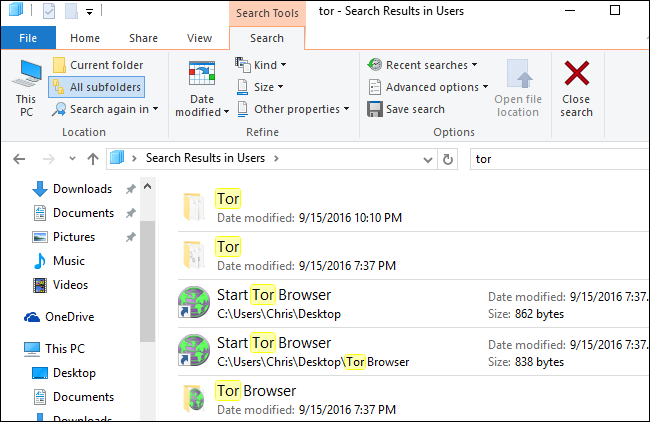 Search Tools
tor - Search Results in Users
File
Home
Share
View
Search
This PC
Current folder
All subfolders
Search again in
Location
Date modified
Kind
Size
Other properties
Refine
Recent searches
Advanced options
Save search
Open file location
Options
Close search
Search Results in Users
tor
Downloads
Documents
Pictures
Music
Videos
OneDrive
This PC
Desktop
Documents
Downloads
Tor
Date modified: 9/15/2016 10:10 PM
Tor
Date modified: 9/15/2016 7:37 PM
Start Tor Browser
C:\Users\Chris\Desktop
Date modified: 9/15/2016 7:37
Size: 862 bytes
Start Tor Browser
C:\Users\Chris\Desktop\Tor Browser
Date modified: 9/15/2016 7:37
Size: 838 bytes
Tor Browser
Date modified: 9/15/2016 7:37 PM